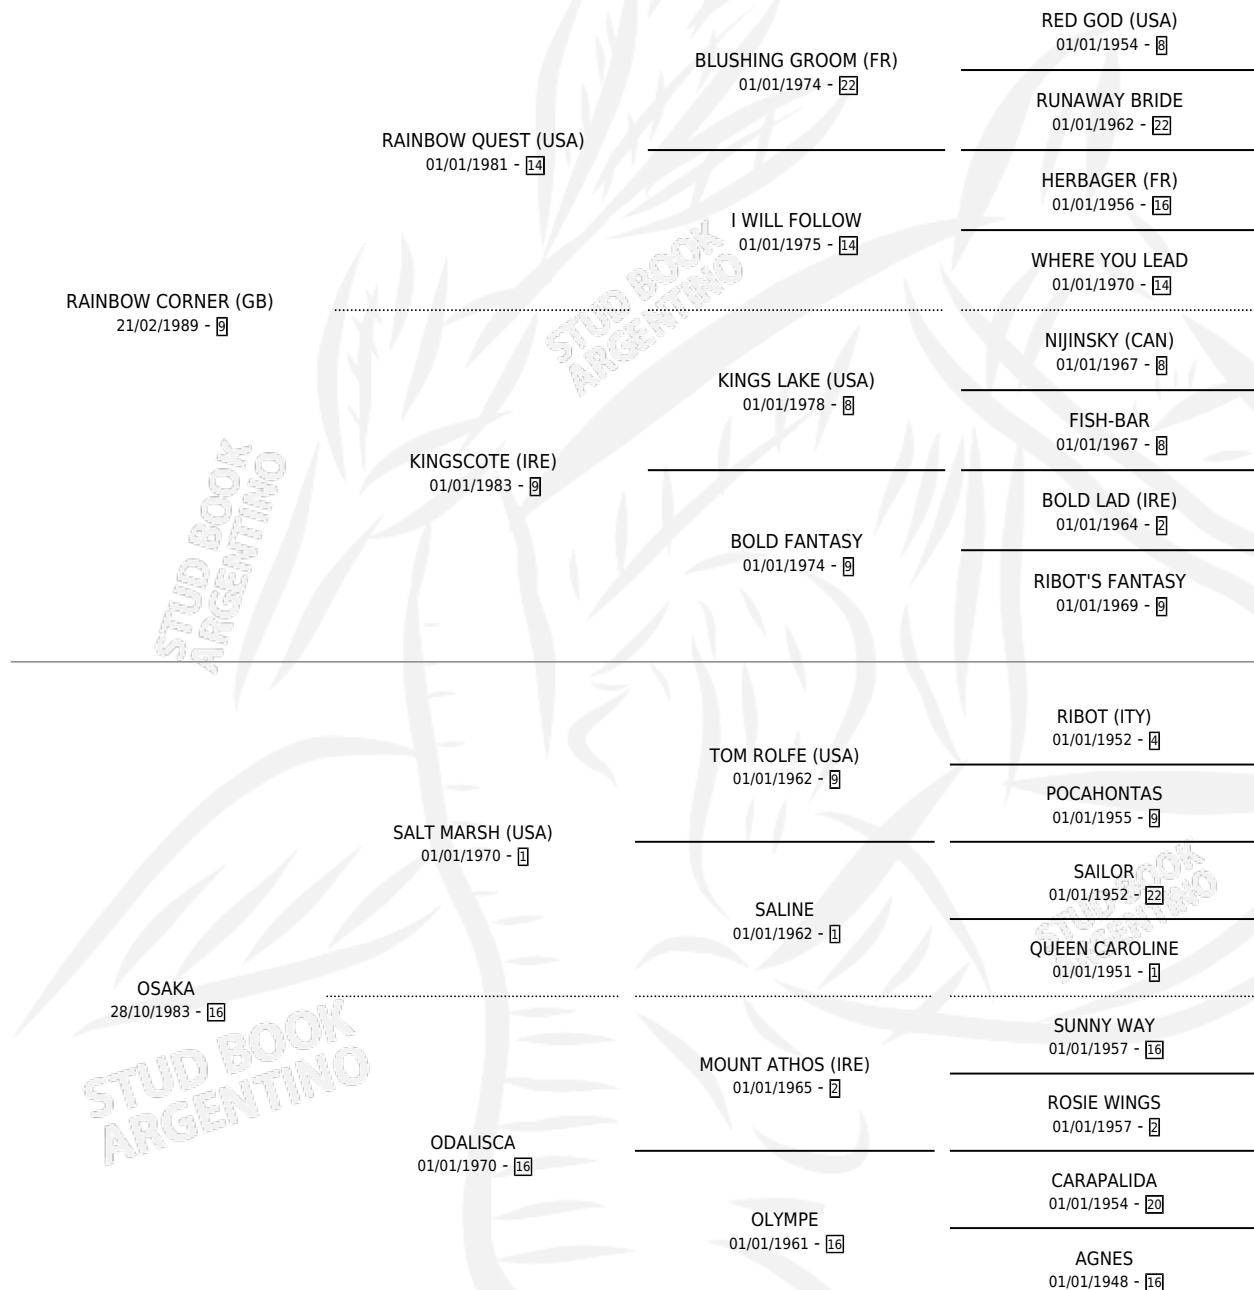 RED GOD (USA)
01/01/1954 - 8
BLUSHING GROOM (FR)
01/01/1974 - 22
RUNAWAY BRIDE
01/01/1962 - 22
RAINBOW QUEST (USA)
01/01/1981 - 14
HERBAGER (FR)
01/01/1956 - 16
I WILL FOLLOW
01/01/1975 - 14
WHERE YOU LEAD
01/01/1970 - 14
RAINBOW CORNER (GB)
21/02/1989 - 9
NIJINSKY (CAN)
01/01/1967 - 8
KINGS LAKE (USA)
01/01/1978 - 8
FISH-BAR
01/01/1967 - 8
KINGSCOTE (IRE)
01/01/1983 - 9
BOLD LAD (IRE)
01/01/1964 - 2
BOLD FANTASY
01/01/1974 - 9
RIBOT'S FANTASY
01/01/1969 - 9
RIBOT (ITY)
01/01/1952 - 4
TOM ROLFE (USA)
01/01/1962 - 9
POCAHONTAS
01/01/1955 - 9
SALT MARSH (USA)
01/01/1970 - 1
SAILOR
01/01/1952 - 22
SALINE
01/01/1962 - 1
QUEEN CAROLINE
01/01/1951 - 1
OSAKA
28/10/1983 - 16
SUNNY WAY
01/01/1957 - 16
MOUNT ATHOS (IRE)
01/01/1965 - 2
ROSIE WINGS
01/01/1957 - 2
ODALISCA
01/01/1970 - 16
CARAPALIDA
01/01/1954 - 20
OLYMPE
01/01/1961 - 16
AGNES
01/01/1948 - 16
STUD BOOK
ARGENTINO
STUD BOOK
ARGENTINO
STUD BOOK
ARGENTINO
STUD BOOK
ARGENTINO